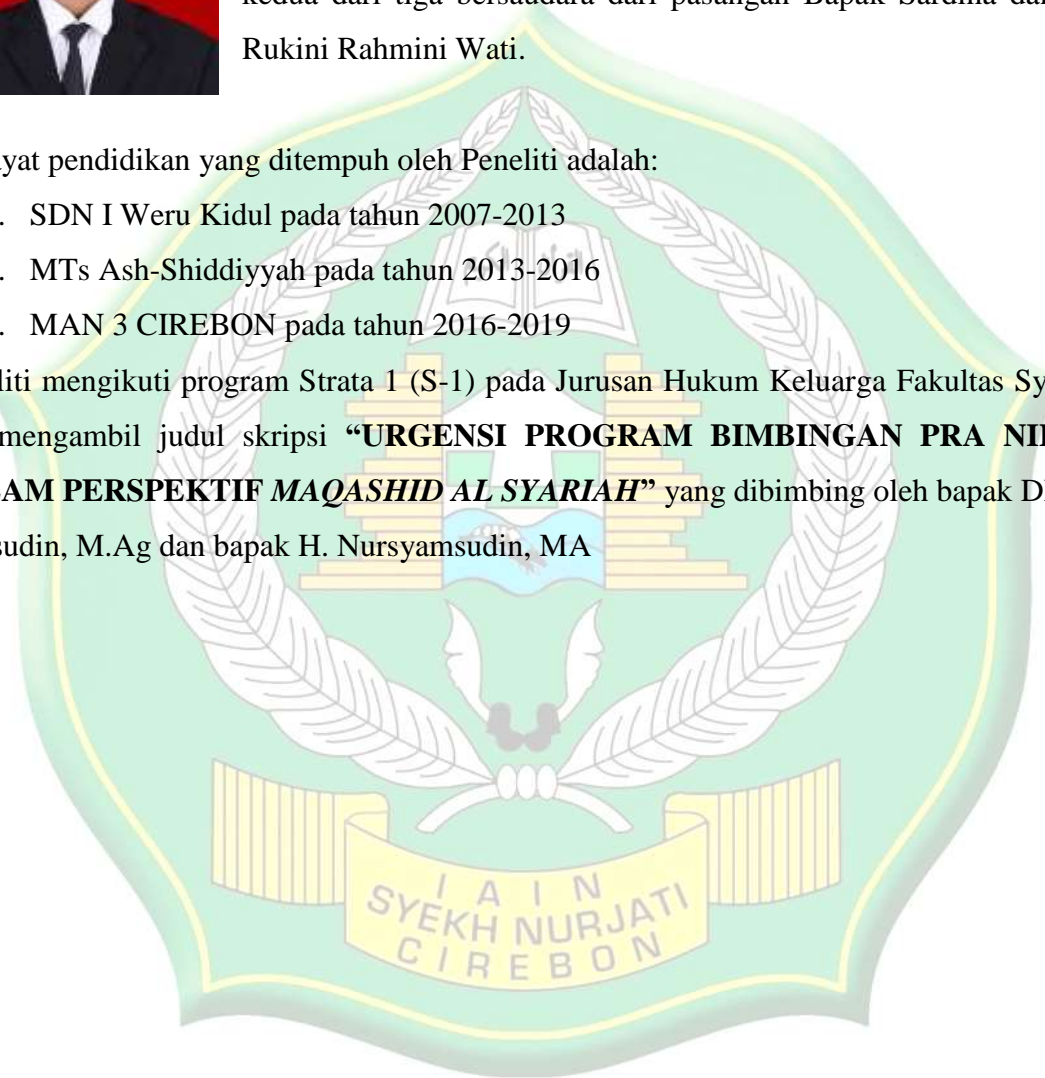 kedua dari tiga bersaudara dari pasangan Bapak Sardina dan
Rukini Rahmini Wati.
yat pendidikan yang ditempuh oleh Peneliti adalah:
. SDN I Weru Kidul pada tahun 2007-2013
. MTs Ash-Shiddiyyah pada tahun 2013-2016
. MAN 3 CIREBON pada tahun 2016-2019
liti mengikuti program Strata 1 (S-1) pada Jurusan Hukum Keluarga Fakultas Sy
mengambil judul skripsi “URGENSI PROGRAM BIMBINGAN PRA NI
AM PERSPEKTIF MAQASHID AL SYARIAH” yang dibimbing oleh bapak D
sudin, M.Ag dan bapak H. Nursyamsudin, MA
IAIN
SYEKH NURJATI
CIREBON